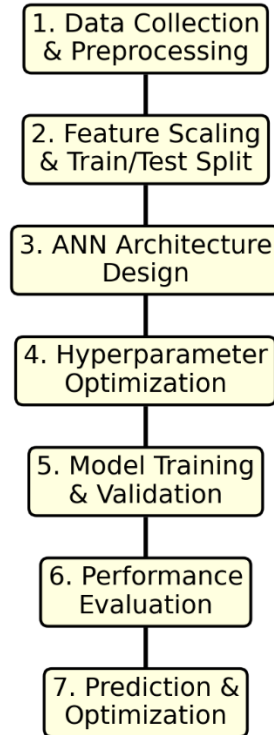 1. Data Collection
& Preprocessing
2. Feature Scaling
& Train/Test Split
3. ANN Architecture
Design
4. Hyperparameter
Optimization
5. Model Training
& Validation
6. Performance
Evaluation
7. Prediction &
Optimization